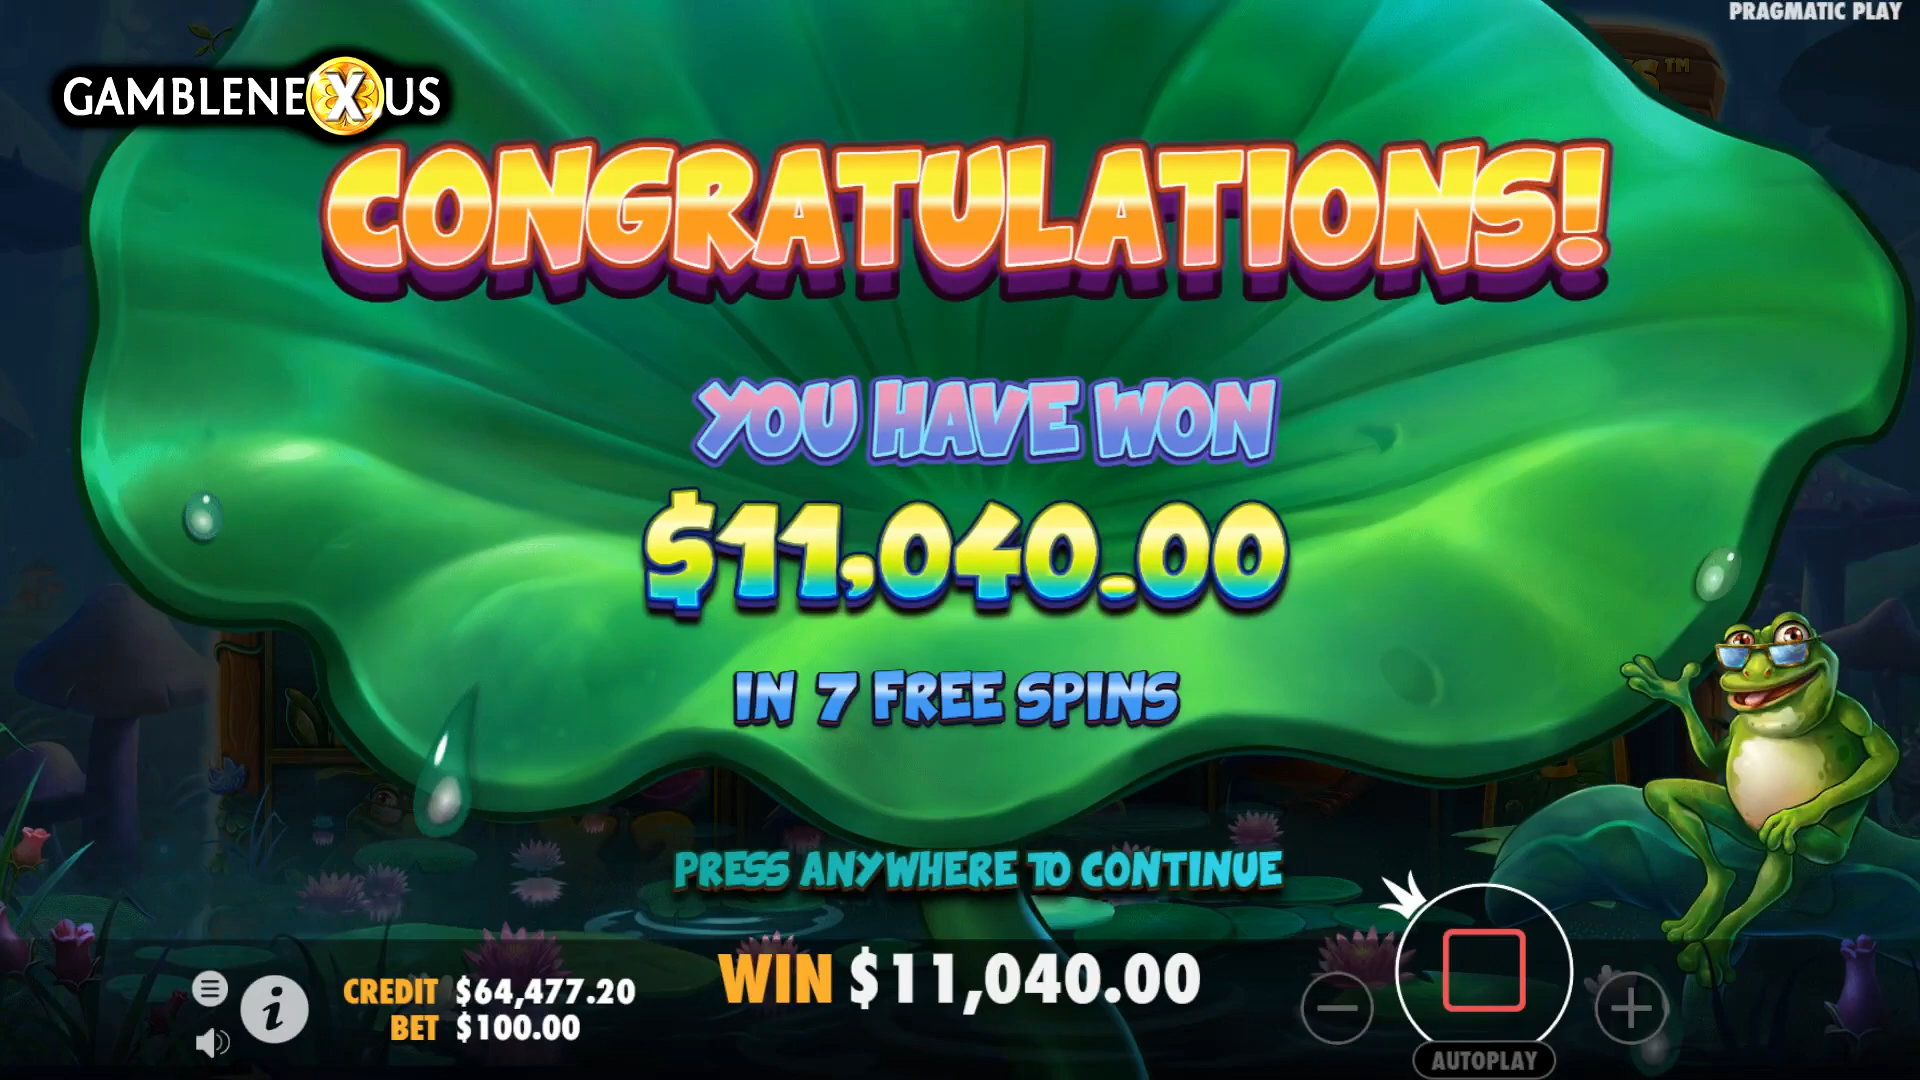 PRAGMATIC PLAY
GAMBLENEXUS
CONGRATULATIONS!
YOU HAVE WON
$11,040.00
IN 7 FREE SPINS
PRESS ANYWHERE TO CONTINUE
CREDIT $64,477.20
BET $100.00
WIN $11,040.00
AUTOPLAY